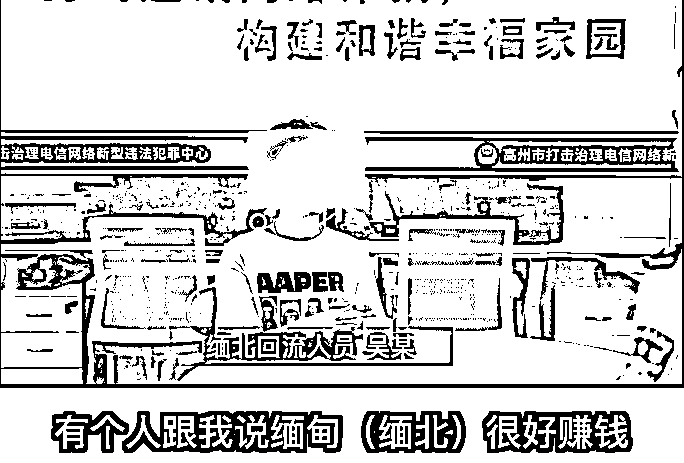 构建和谐幸福家园
击治理电信网络新型违法犯罪中心
高州市打击治理电信网络新
AAPER
缅北回流人员 吴某
有个人跟我说缅甸（缅北）很好赚钱